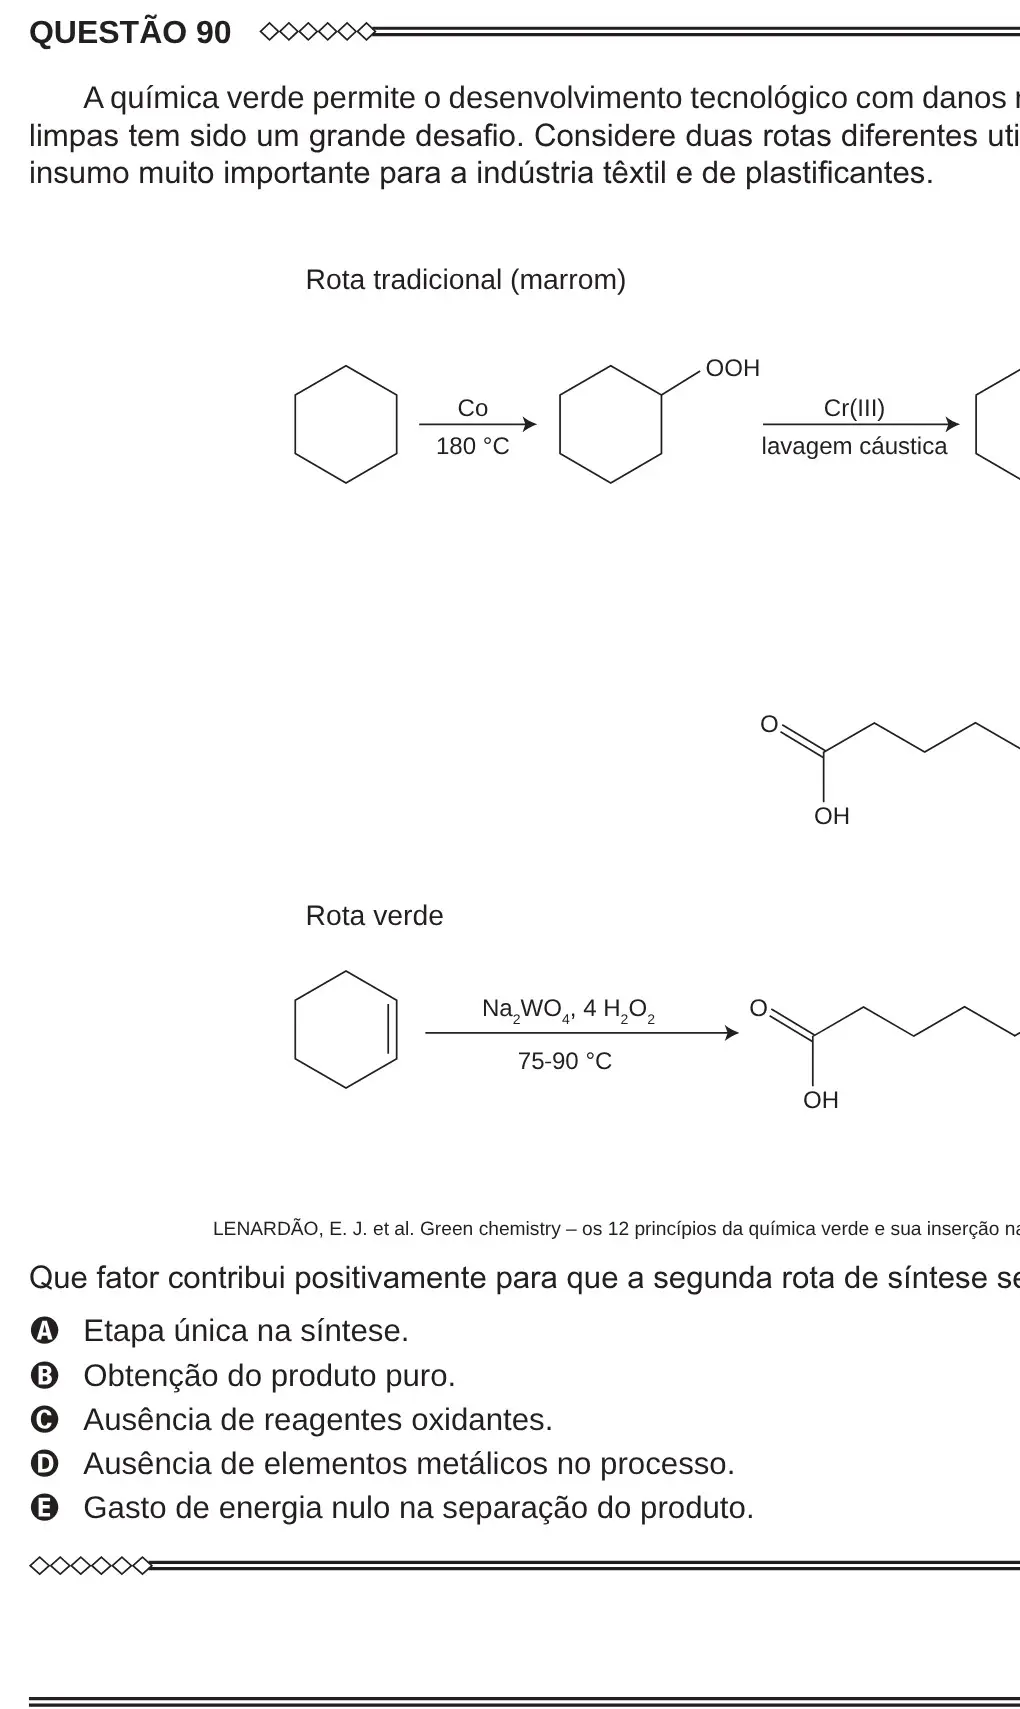 QUESTÃO 90
A química verde permite o desenvolvimento tecnológico com danos
limpas tem sido um grande desafio. Considere duas rotas diferentes
insumo muito importante para a indústria têxtil e de plastificantes.
Rota tradicional (marrom)
OOH
Co
Cr(III)
180 °C
lavagem cáustica
O
OH
Rota verde
Na2WO4, 4 H2O2
O
75-90 °C
OH
LENARDÃO, E. J. et al. Green chemistry – os 12 princípios da química verde e sua inserção
Que fator contribui positivamente para que a segunda rota de síntese
A Etapa única na síntese.
B Obtenção do produto puro.
C Ausência de reagentes oxidantes.
D Ausência de elementos metálicos no processo.
E Gasto de energia nulo na separação do produto.